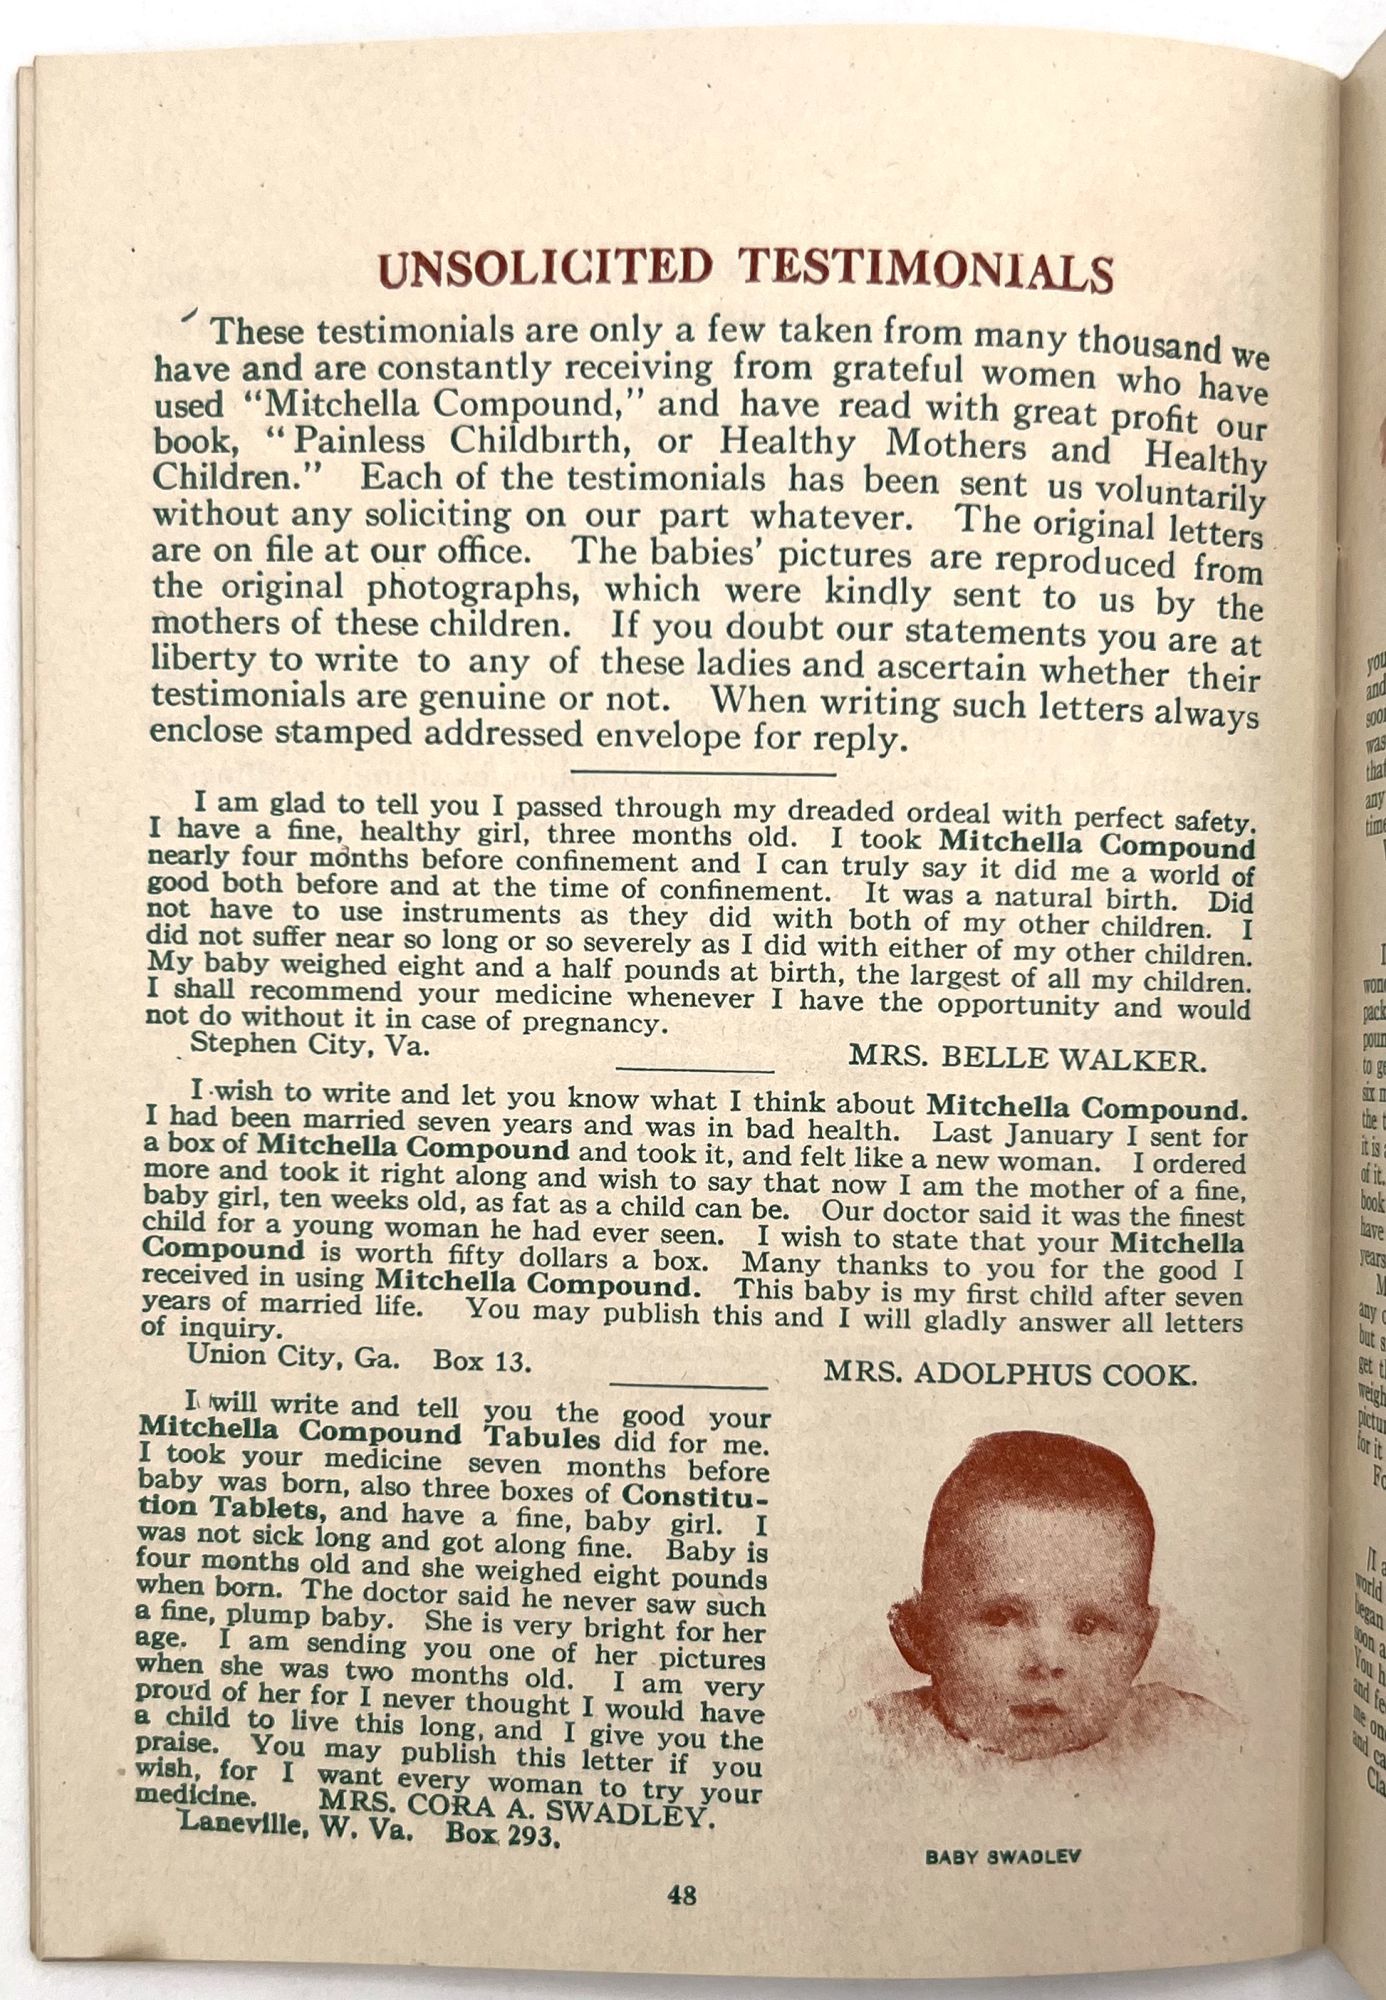 UNSOLICITED TESTIMONIALS
These testimonials are only a few taken from many thousand we
have and are constantly receiving from grateful women who have
used "Mitchella Compound," and have read with great profit our
book, "Painless Childbirth, or Healthy Mothers and Healthy
Children." Each of the testimonials has been sent us voluntarily
without any soliciting on our part whatever. The original letters
are on file at our office. The babies' pictures are reproduced from
the original photographs, which were kindly sent to us by the
mothers of these children. If you doubt our statements you are at
liberty to write to any of these ladies and ascertain whether their
testimonials are genuine or not. When writing such letters always
enclose stamped addressed envelope for reply.
I am glad to tell you I passed through my dreaded ordeal with perfect safety.
I have a fine, healthy girl, three months old. I took Mitchella Compound
nearly four months before confinement and I can truly say it did me a world of
good both before and at the time of confinement. It was a natural birth. Did
not have to use instruments as they did with both of my other children. I
did not suffer near so long or so severely as I did with either of my other children.
My baby weighed eight and a half pounds at birth, the largest of all my children.
I shall recommend your medicine whenever I have the opportunity and would
not do without it in case of pregnancy.
Stephen City, Va. MRS. BELLE WALKER.
I wish to write and let you know what I think about Mitchella Compound.
I had been married seven years and was in bad health. Last January I sent for
a box of Mitchella Compound and took it, and felt like a new woman. I ordered
more and took it right along and wish to say that now I am the mother of a fine,
baby girl, ten weeks old, as fat as a child can be. Our doctor said it was the finest
child for a young woman he had ever seen. I wish to state that your Mitchella
Compound is worth fifty dollars a box. Many thanks to you for the good I
received in using Mitchella Compound. This baby is my first child after seven
years of married life. You may publish this and I will gladly answer all letters
of inquiry.
Union City, Ga. Box 13. MRS. ADOLPHUS COOK.
I will write and tell you the good your
Mitchella Compound Tabules did for me.
I took your medicine seven months before
baby was born, also three boxes of Constitu-
tion Tablets, and have a fine, baby girl. I
was not sick long and got along fine. Baby is
four months old and she weighed eight pounds
when born. The doctor said he never saw such
a fine, plump baby. She is very bright for her
age. I am sending you one of her pictures
when she was two months old. I am very
proud of her for I never thought I would have
a child to live this long, and I give you the
praise. You may publish this letter if you
wish, for I want every woman to try your
medicine. MRS. CORA A. SWADLEY.
Laneville, W. Va. Box 293.
BABY SWADLEY
48